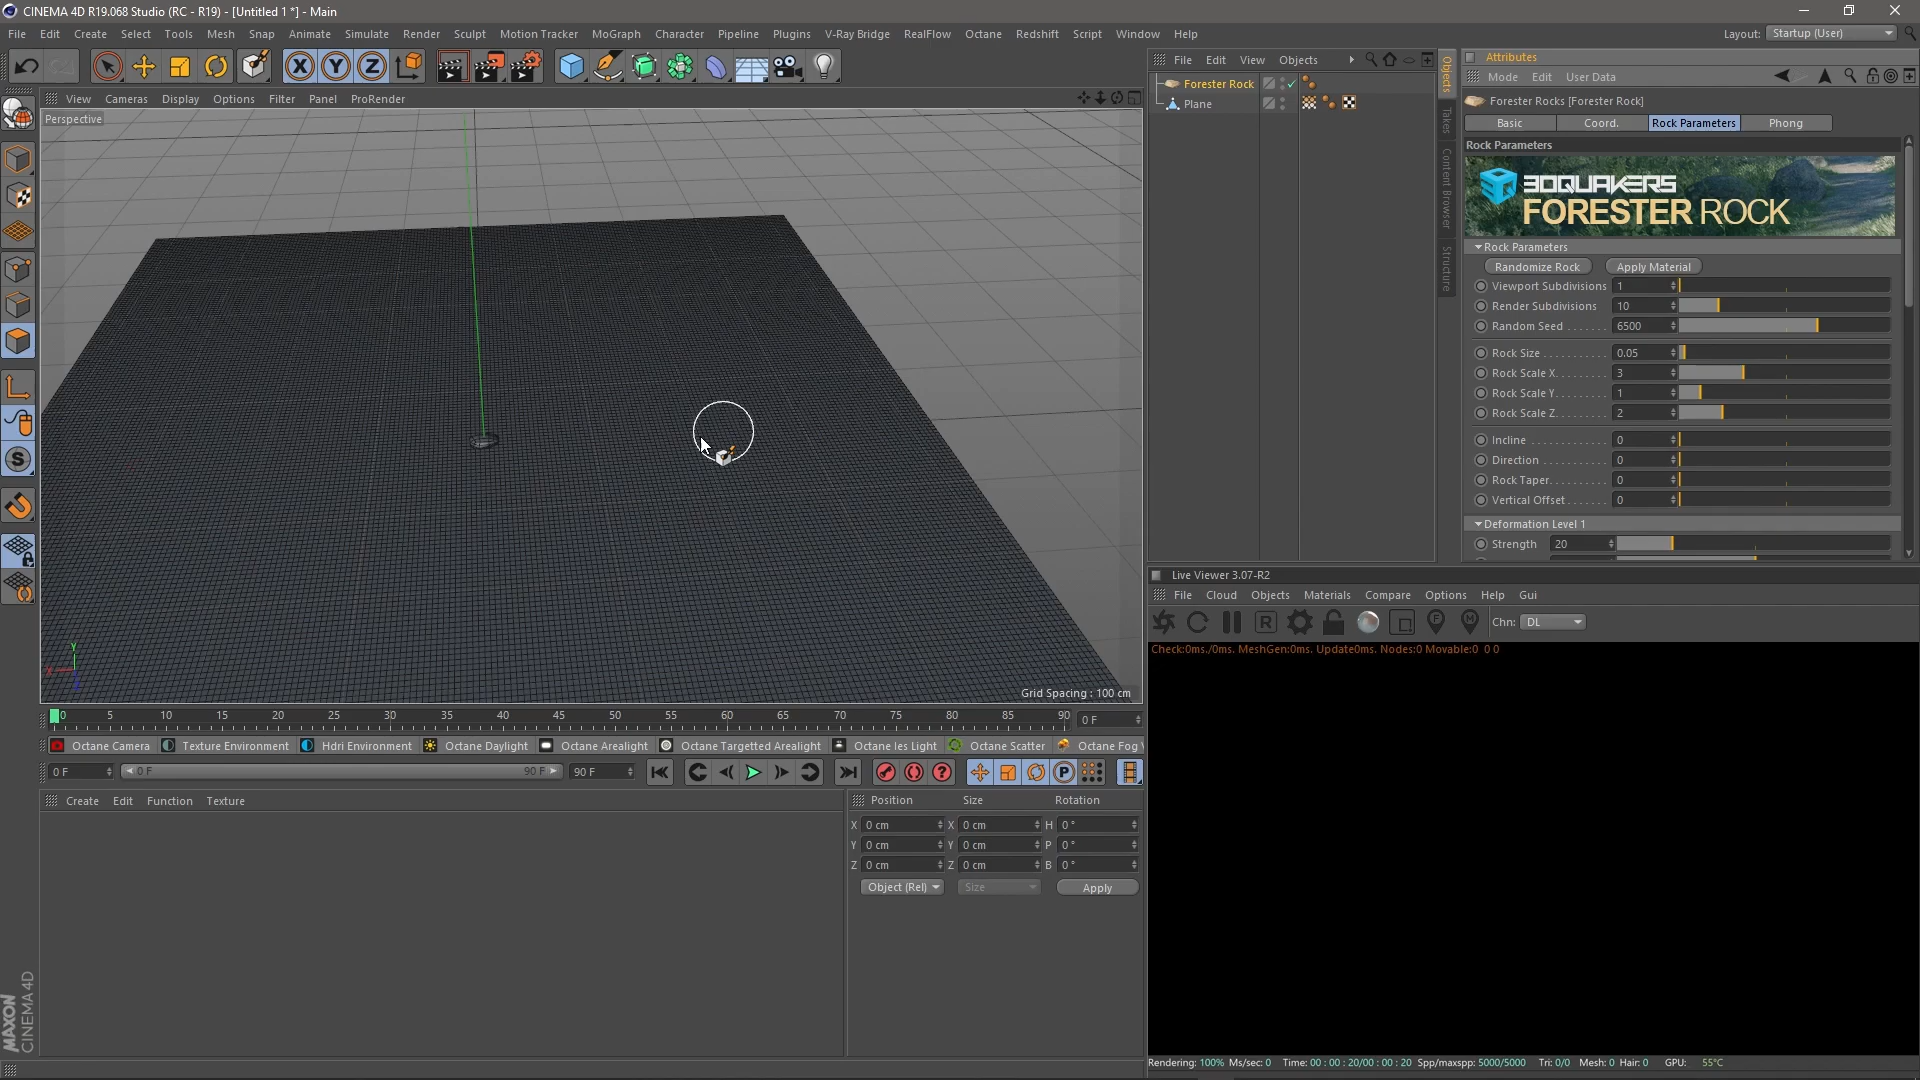 CINEMA 4D R19.068 Studio (RC - R19) - [Untitled 1 *] - Main
File Edit Create Select Tools Mesh Snap Animate Simulate Render Sculpt Motion Tracker MoGraph Character Pipeline Plugins V-Ray Bridge RealFlow Octane Redshift Script Window Help Layout: Startup (User)
X Y Z
View Cameras Display Options Filter Panel ProRender
Perspective
Y
X
Grid Spacing : 100 cm
0 5 10 15 20 25 30 35 40 45 50 55 60 65 70 75 80 85 90 0 F
Octane Camera Texture Environment Hdri Environment Octane Daylight Octane Arealight Octane Targetted Arealight Octane Ies Light Octane Scatter Octane Fog V
0 F 0 F 90 F 90 F
Create Edit Function Texture
Position Size Rotation
X 0 cm X 0 cm H 0 °
Y 0 cm Y 0 cm P 0 °
Z 0 cm Z 0 cm B 0 °
Object (Rel) Size Apply
MAXON
CINEMA 4D
File Edit View Objects
Forester Rock
Plane
Objects
Takes
Content Browser
Structure
Attributes
Mode Edit User Data
Forester Rocks [Forester Rock]
Basic Coord. Rock Parameters Phong
Rock Parameters
3DQUAKERS
FORESTER ROCK
Rock Parameters
Randomize Rock Apply Material
Viewport Subdivisions 1
Render Subdivisions 10
Random Seed . . . . . . . 6500
Rock Size . . . . . . . . . . . 0.05
Rock Scale X. . . . . . . . . 3
Rock Scale Y. . . . . . . . . 1
Rock Scale Z. . . . . . . . . 2
Incline . . . . . . . . . . . . . . 0
Direction . . . . . . . . . . . 0
Rock Taper. . . . . . . . . . 0
Vertical Offset . . . . . . . 0
Deformation Level 1
Strength 20
Live Viewer 3.07-R2
File Cloud Objects Materials Compare Options Help Gui
Chn: DL
Check:0ms./0ms. MeshGen:0ms. Update0ms. Nodes:0 Movable:0 0 0
Rendering: 100% Ms/sec: 0 Time: 00 : 00 : 20/00 : 00 : 20 Spp/maxspp: 5000/5000 Tri: 0/0 Mesh: 0 Hair: 0 GPU: 55°C